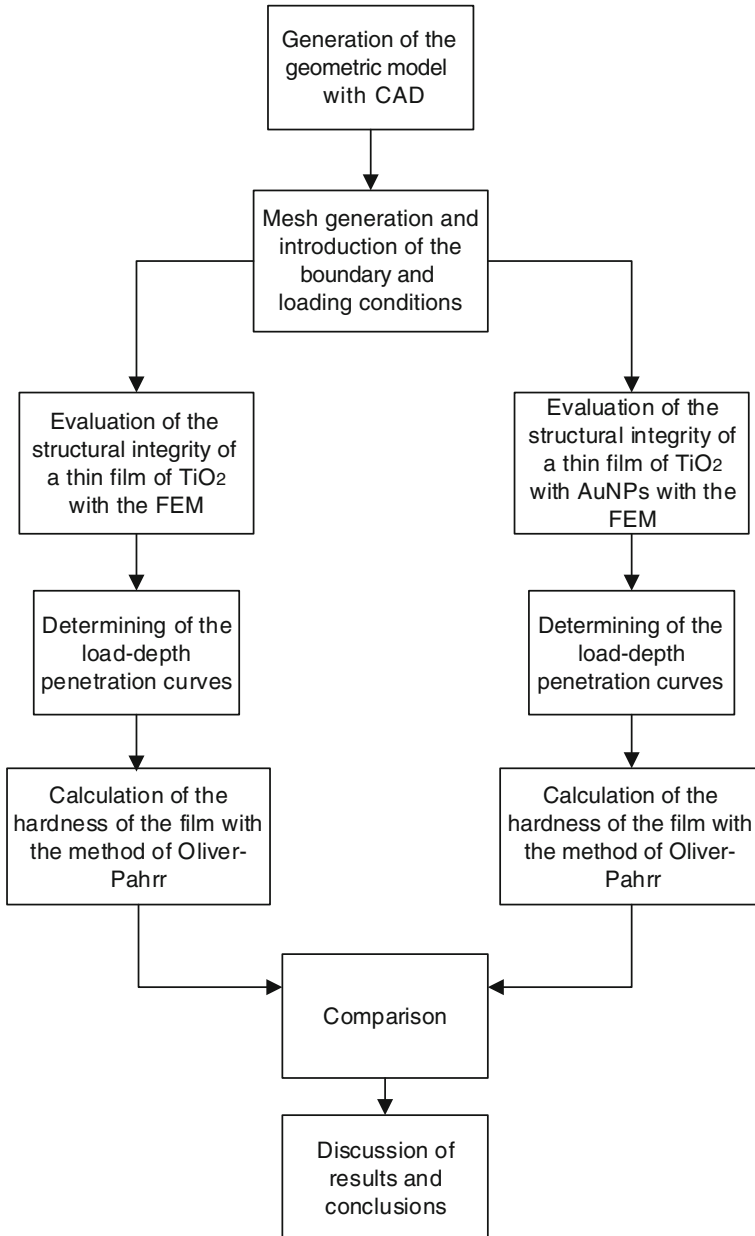 Generation of the
geometric model
with CAD
Mesh generation and
introduction of the
boundary and
loading conditions
Evaluation of the
structural integrity of
a thin film of TiO2
with the FEM
Evaluation of the
structural integrity of
a thin film of TiO2
with AuNPs with the
FEM
Determining of the
load-depth
penetration curves
Determining of the
load-depth
penetration curves
Calculation of the
hardness of the film with
the method of Oliver-
Pahrr
Calculation of the
hardness of the film with
the method of Oliver-
Pahrr
Comparison
Discussion of
results and
conclusions